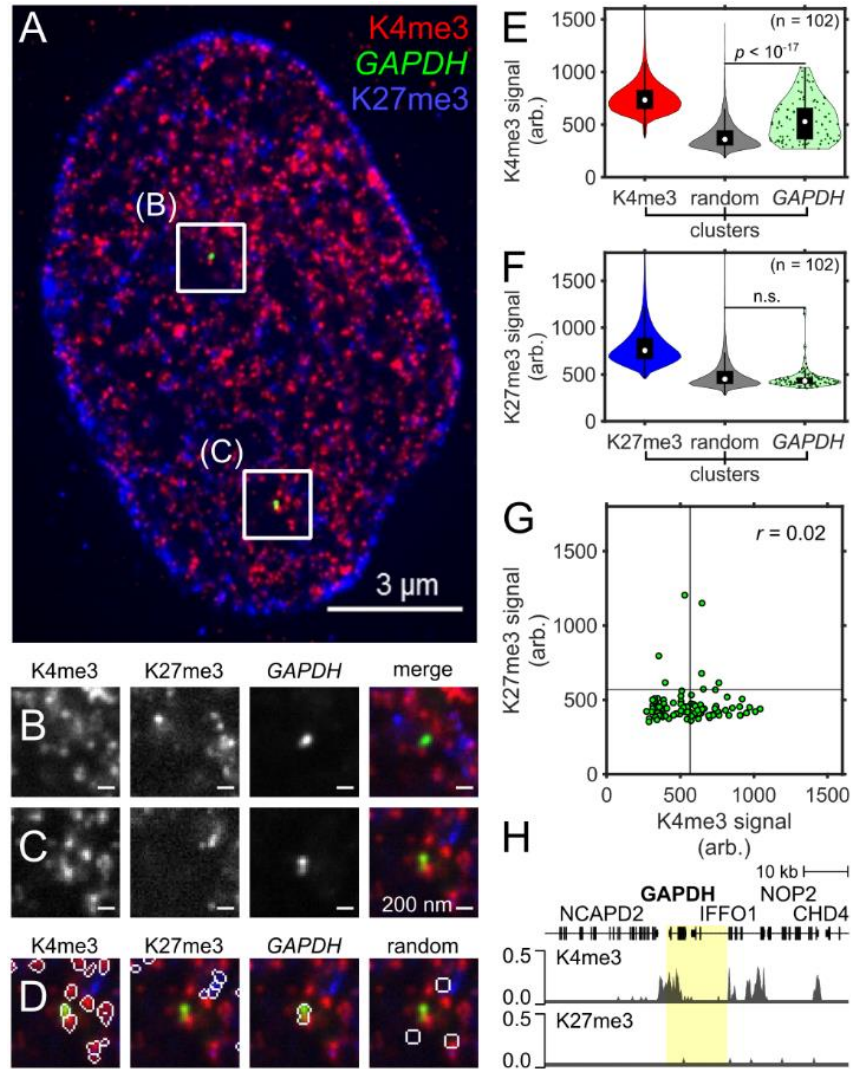 A
K4me3
GAPDH
K27me3
(B)
(C)
3 µm
K4me3 K27me3 GAPDH merge
B
C
200 nm
K4me3 K27me3 GAPDH random
D
E
(n = 102)
p < 10-17
1500
1000
500
0
K4me3 signal
(arb.)
K4me3 random GAPDH
clusters
F
(n = 102)
n.s.
1500
1000
500
0
K27me3 signal
(arb.)
K27me3 random GAPDH
clusters
G
r = 0.02
1500
1000
500
0
K27me3 signal
(arb.)
0 500 1000 1500
K4me3 signal
(arb.)
H
10 kb
GAPDH NOP2
NCAPD2 IFFO1 CHD4
0.5 K4me3
0.0
0.5 K27me3
0.0